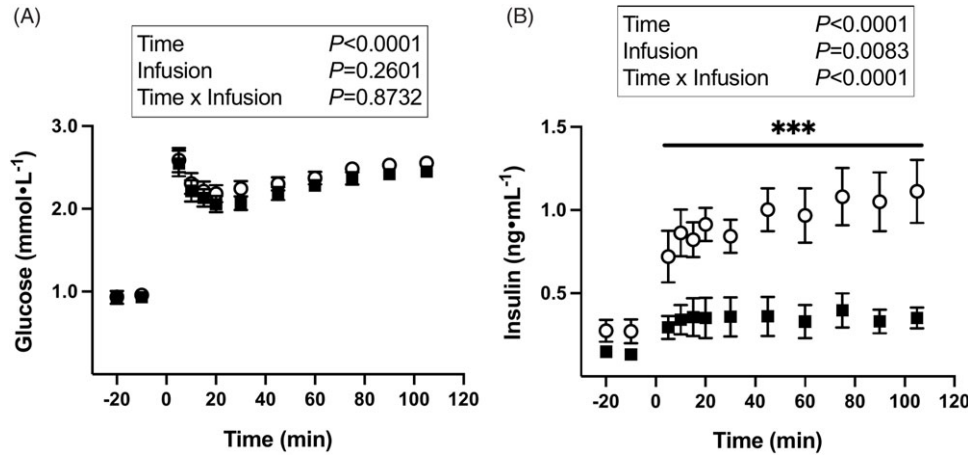 (A)
Time P<0.0001
Infusion P=0.2601
Time x Infusion P=0.8732
3.0
2.0
1.0
Glucose (mmol•L-1)
-20 0 20 40 60 80 100 120
Time (min)
(B)
Time P<0.0001
Infusion P=0.0083
Time x Infusion P<0.0001
***
1.5
1.0
0.5
Insulin (ng•mL-1)
-20 0 20 40 60 80 100 120
Time (min)